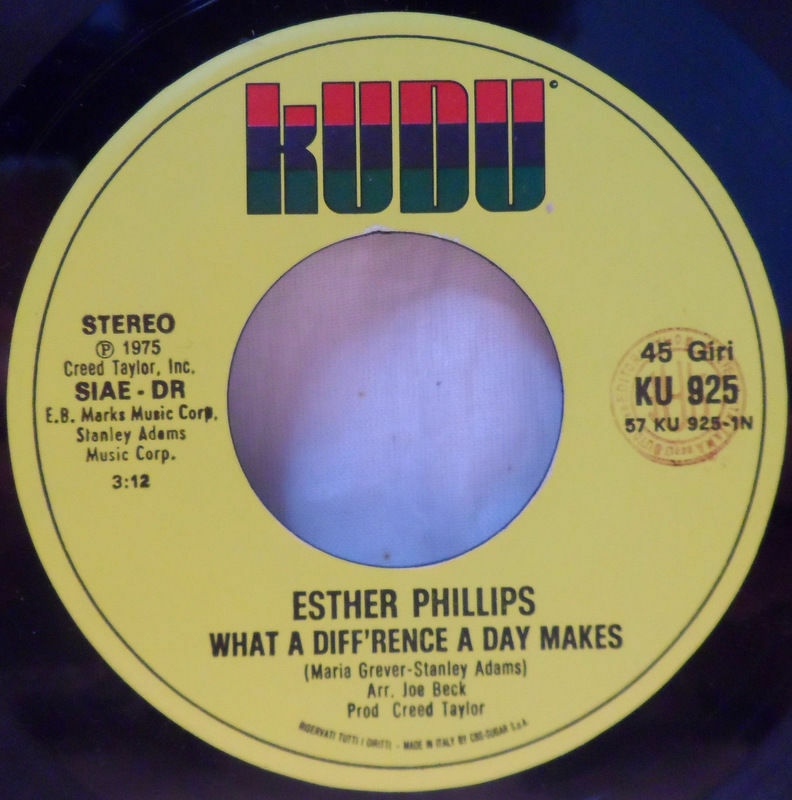 KUDU
STEREO
℗ 1975
Creed Taylor, Inc.
SIAE - DR
E.B. Marks Music Corp.
Stanley Adams
Music Corp.
3:12
45 Giri
KU 925
57 KU 925-1N
ESTHER PHILLIPS
WHAT A DIFF'RENCE A DAY MAKES
(Maria Grever-Stanley Adams)
Arr. Joe Beck
Prod Creed Taylor
RISERVATI TUTTI I DIRITTI - MADE IN ITALY BY CBS-SUGAR S.p.A.